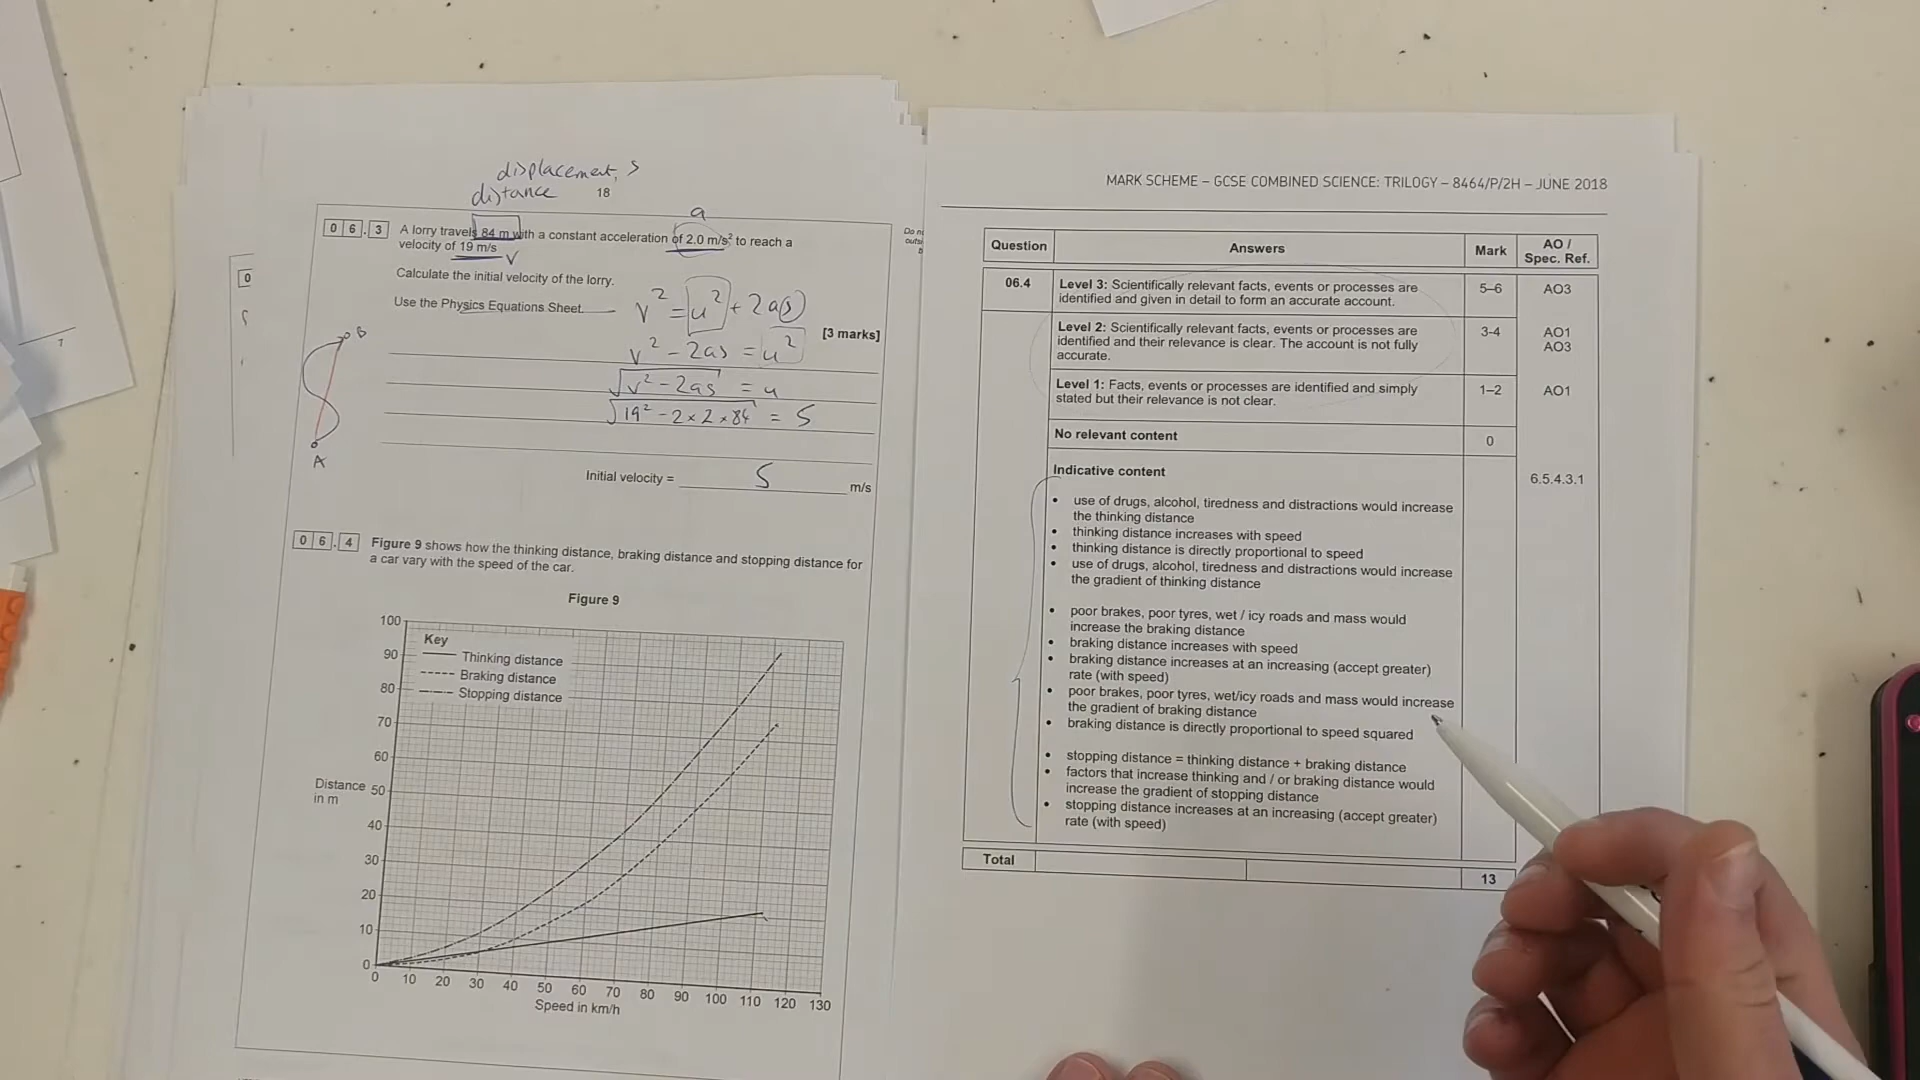 displacement, s
distance
18
06.3 A lorry travels 84 m with a constant acceleration of 2.0 m/s² to reach a
velocity of 19 m/s
a
v
Calculate the initial velocity of the lorry.
Use the Physics Equations Sheet.
[3 marks]
v² = u² + 2as
v² - 2as = u²
√v² - 2as = u
√19² - 2 × 2 × 84 = 5
B
A
Initial velocity = 5 m/s
06.4 Figure 9 shows how the thinking distance, braking distance and stopping distance for
a car vary with the speed of the car.
Figure 9
Key
Thinking distance
Braking distance
Stopping distance
100
90
80
70
60
50
40
30
20
10
0
Distance
in m
0 10 20 30 40 50 60 70 80 90 100 110 120 130
Speed in km/h
MARK SCHEME – GCSE COMBINED SCIENCE: TRILOGY – 8464/P/2H – JUNE 2018
Question Answers Mark AO /
Spec. Ref.
06.4 Level 3: Scientifically relevant facts, events or processes are 5–6 AO3
identified and given in detail to form an accurate account.
Level 2: Scientifically relevant facts, events or processes are 3-4 AO1
identified and their relevance is clear. The account is not fully AO3
accurate.
Level 1: Facts, events or processes are identified and simply 1–2 AO1
stated but their relevance is not clear.
No relevant content 0
Indicative content 6.5.4.3.1
• use of drugs, alcohol, tiredness and distractions would increase
the thinking distance
• thinking distance increases with speed
• thinking distance is directly proportional to speed
• use of drugs, alcohol, tiredness and distractions would increase
the gradient of thinking distance
• poor brakes, poor tyres, wet / icy roads and mass would
increase the braking distance
• braking distance increases with speed
• braking distance increases at an increasing (accept greater)
rate (with speed)
• poor brakes, poor tyres, wet/icy roads and mass would increase
the gradient of braking distance
• braking distance is directly proportional to speed squared
• stopping distance = thinking distance + braking distance
• factors that increase thinking and / or braking distance would
increase the gradient of stopping distance
• stopping distance increases at an increasing (accept greater)
rate (with speed)
Total 13